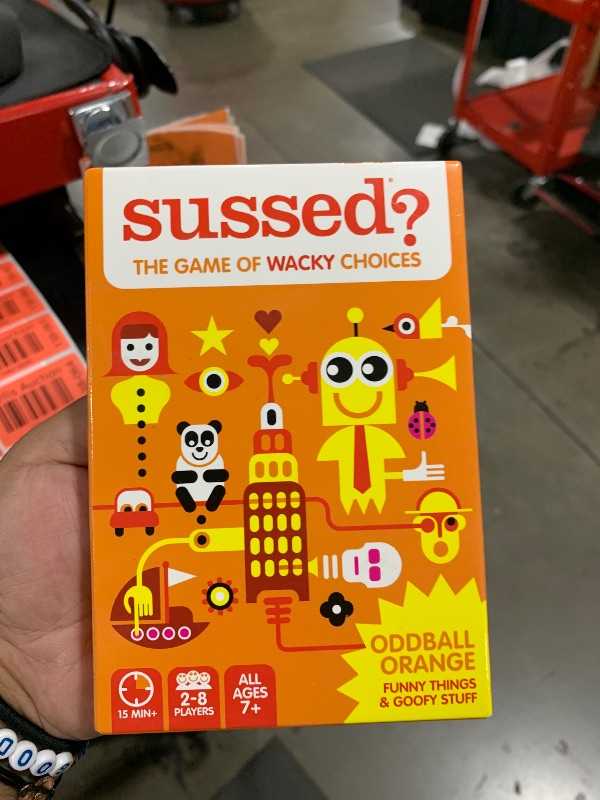 sussed?
THE GAME OF WACKY CHOICES
ODDBALL
ORANGE
FUNNY THINGS
& GOOFY STUFF
15 MIN+
2-8
PLAYERS
ALL
AGES
7+